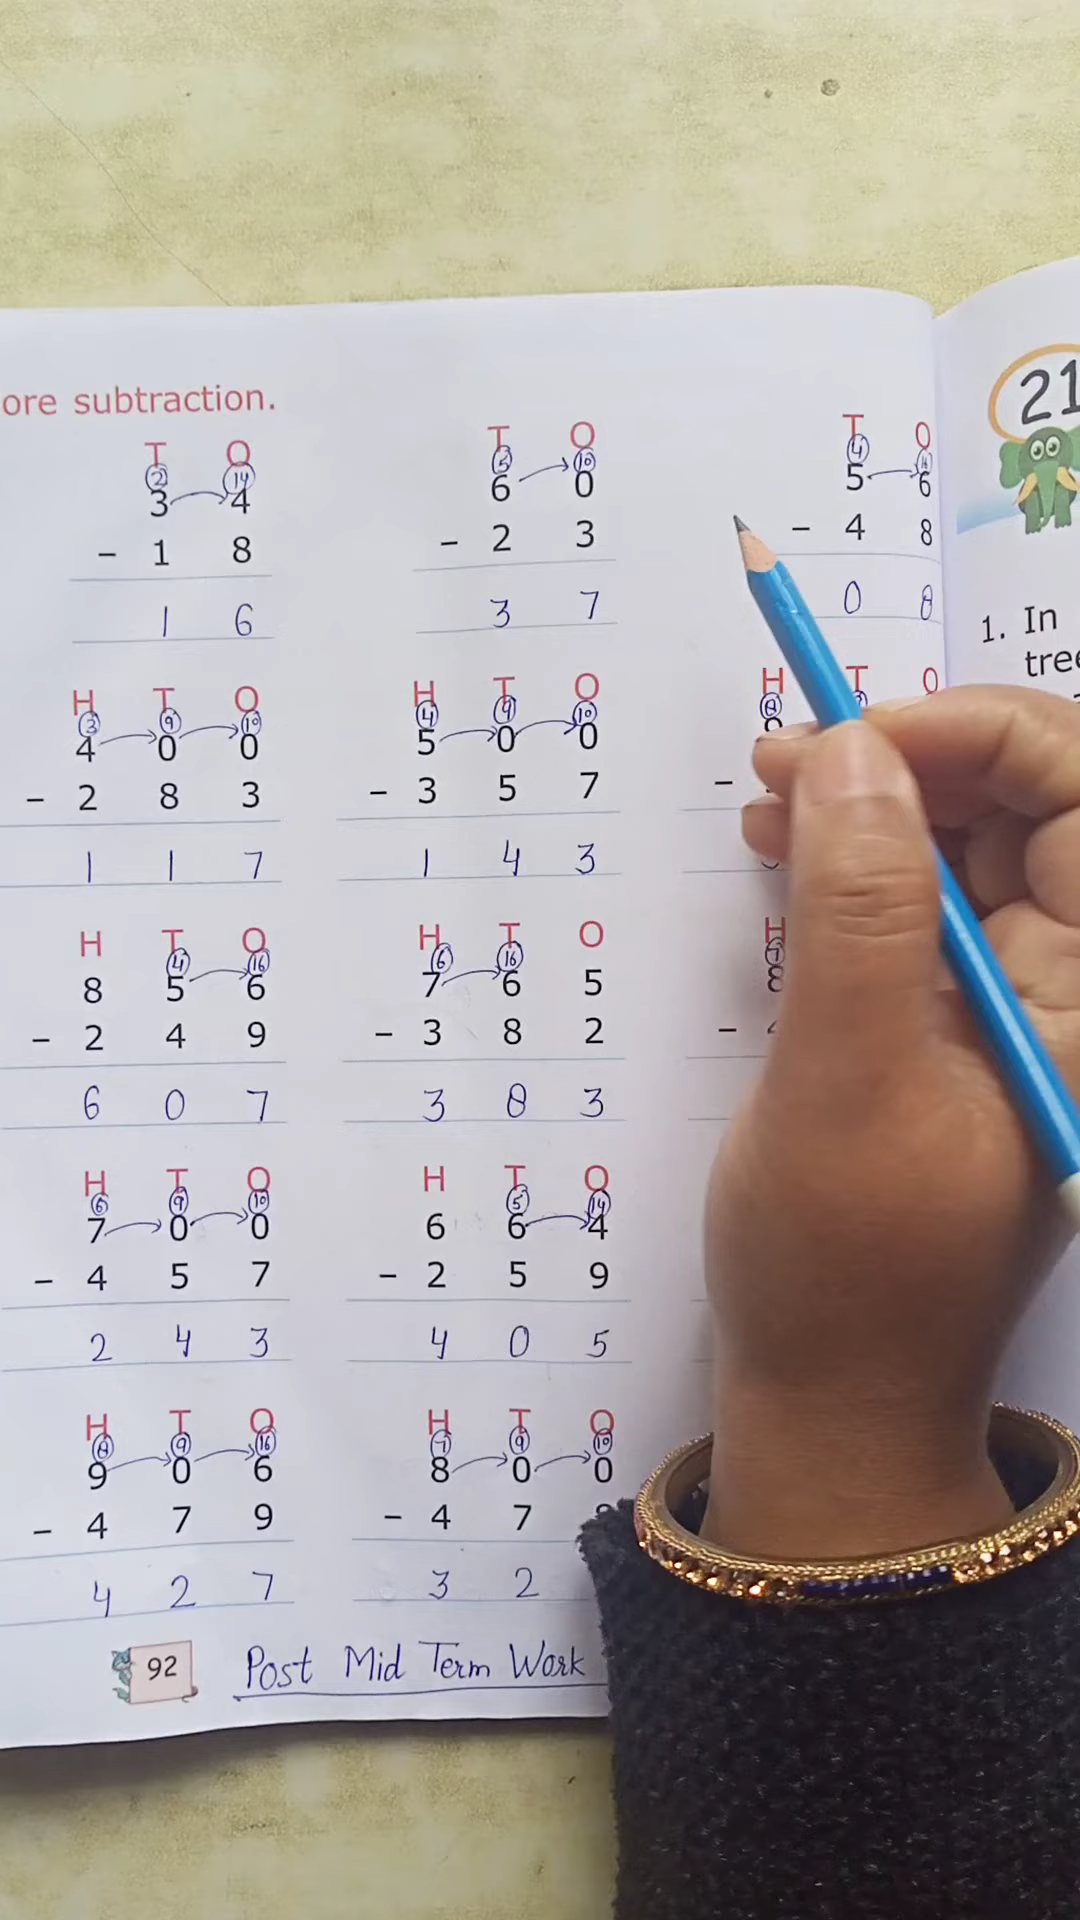 ore subtraction.
T O T O T O
2 14 5 10 4
3 4 6 0 5 6
- 1 8 - 2 3 - 4 8
1 6 3 7 0 8
1. In
tree
21
H T O H T O H T O
3 9 10 4 9 10 8
4 0 0 5 0 0
- 2 8 3 - 3 5 7 -
1 1 7 1 4 3
H T O H T O H
4 16 6 16 7
8 5 6 7 6 5 8
- 2 4 9 - 3 8 2 - 4
6 0 7 3 8 3
H T O H T O
6 9 10 5 14
7 0 0 6 6 4
- 4 5 7 - 2 5 9
2 4 3 4 0 5
H T O H T O
8 9 16 7 9 10
9 0 6 8 0 0
- 4 7 9 - 4 7
4 2 7 3 2
92 Post Mid Term Work